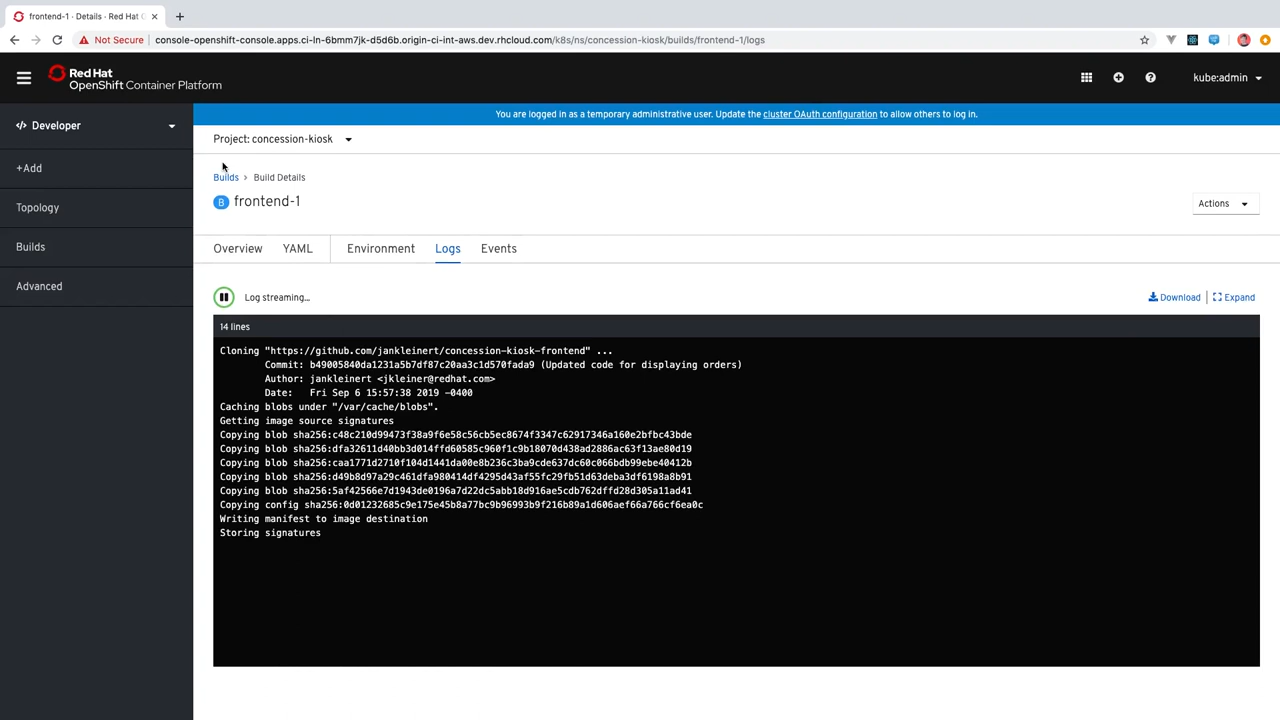 frontend-1 · Details · Red Hat
Not Secure
console-openshift-console.apps.ci-ln-6bmm7jk-d5d6b.origin-ci-int-aws.dev.rhcloud.com/k8s/ns/concession-kiosk/builds/frontend-1/logs
Red Hat
OpenShift Container Platform
kube:admin
You are logged in as a temporary administrative user. Update the cluster OAuth configuration to allow others to log in.
</> Developer
+Add
Topology
Builds
Advanced
Project: concession-kiosk
Builds > Build Details
B frontend-1
Actions
Overview YAML Environment Logs Events
Log streaming...
Download | Expand
14 lines
Cloning "https://github.com/jankleinert/concession-kiosk-frontend" ...
Commit: b49005840da1231a5b7df87c20aa3c1d570fada9 (Updated code for displaying orders)
Author: jankleinert <jkleiner@redhat.com>
Date: Fri Sep 6 15:57:38 2019 -0400
Caching blobs under "/var/cache/blobs".
Getting image source signatures
Copying blob sha256:c48c210d99473f38a9f6e58c56cb5ec8674f3347c62917346a160e2bfbc43bde
Copying blob sha256:dfa32611d40bb3d014ffd60585c960f1c9b18070d438ad2886ac63f13ae80d19
Copying blob sha256:caa1771d2710f104d1441da00e8b236c3ba9cde637dc60c066bdb99ebe40412b
Copying blob sha256:d49b8d97a29c461dfa980414df4295d43af55fc29fb51d63deba3df6198a8b91
Copying blob sha256:5af42566e7d1943de0196a7d22dc5abb18d916ae5cdb762dffd28d305a11ad41
Copying config sha256:0d01232685c9e175e45b8a77bc9b96993b9f216b89a1d606aef66a766cf6ea0c
Writing manifest to image destination
Storing signatures